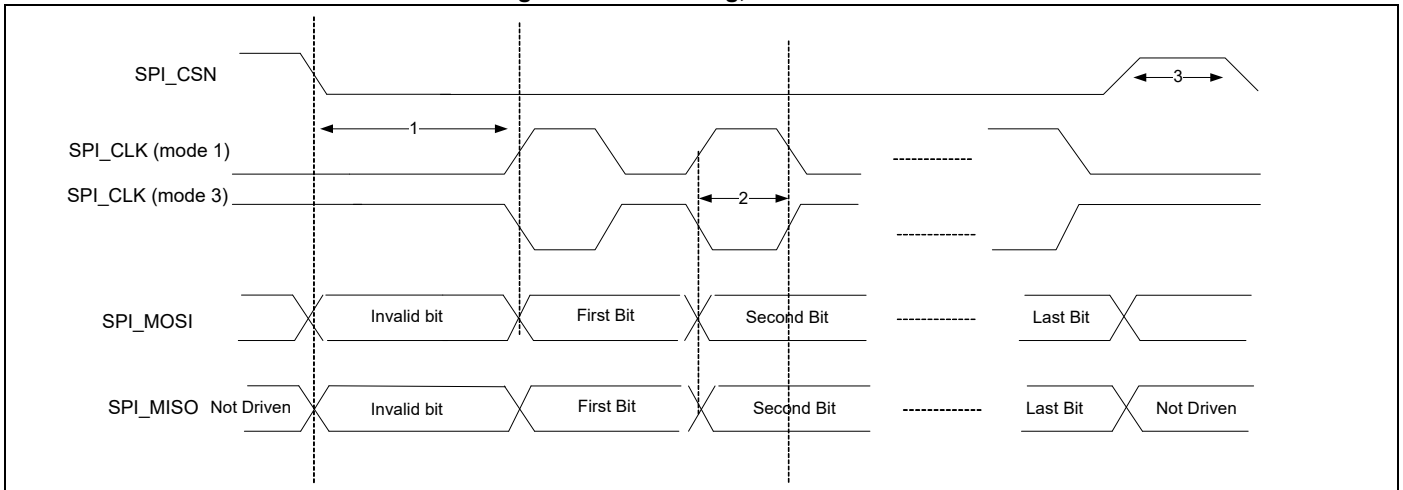 SPI_CSN
3
1
SPI_CLK (mode 1)
SPI_CLK (mode 3)
2
SPI_MOSI Invalid bit First Bit Second Bit Last Bit
SPI_MISO Not Driven Invalid bit First Bit Second Bit Last Bit Not Driven